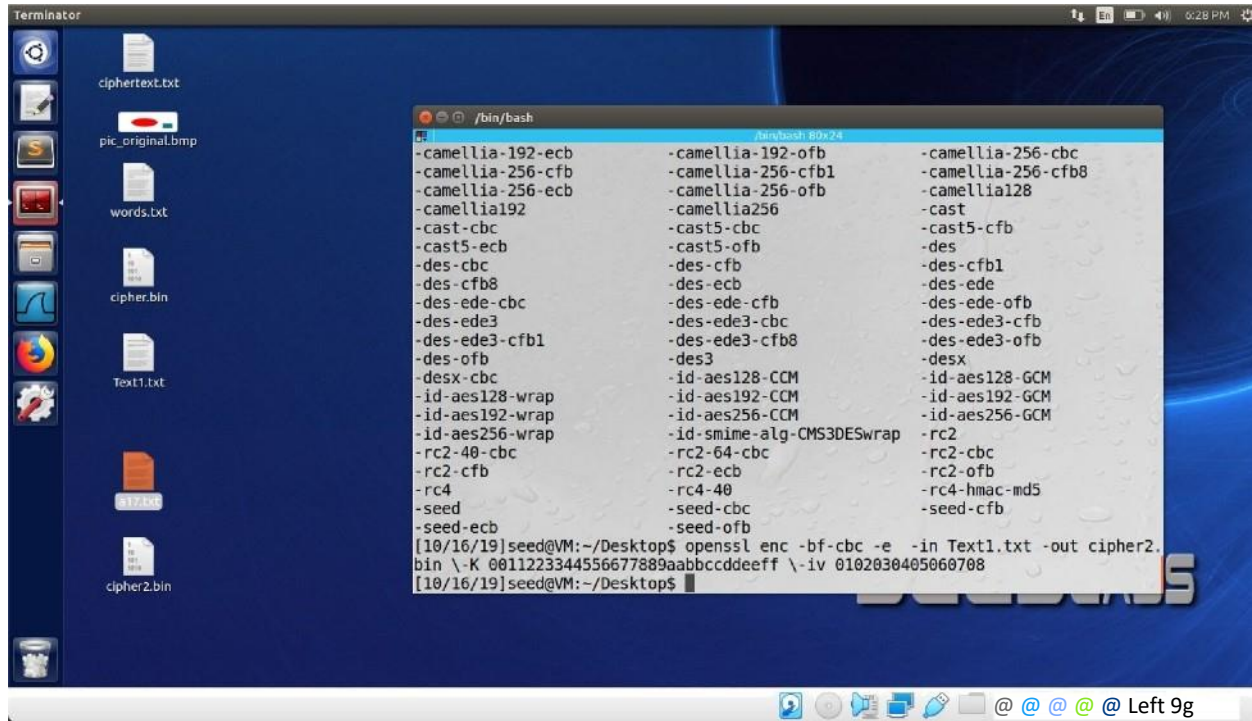 Terminator
En
6:28 PM
ciphertext.txt
pic_original.bmp
words.txt
cipher.bin
Text1.txt
a17.txt
cipher2.bin
/bin/bash
/bin/bash 80x24
-camellia-192-ecb -camellia-192-ofb -camellia-256-cbc
-camellia-256-cfb -camellia-256-cfb1 -camellia-256-cfb8
-camellia-256-ecb -camellia-256-ofb -camellia128
-camellia192 -camellia256 -cast
-cast-cbc -cast5-cbc -cast5-cfb
-cast5-ecb -cast5-ofb -des
-des-cbc -des-cfb -des-cfb1
-des-cfb8 -des-ecb -des-ede
-des-ede-cbc -des-ede-cfb -des-ede-ofb
-des-ede3 -des-ede3-cbc -des-ede3-cfb
-des-ede3-cfb1 -des-ede3-cfb8 -des-ede3-ofb
-des-ofb -des3 -desx
-desx-cbc -id-aes128-CCM -id-aes128-GCM
-id-aes128-wrap -id-aes192-CCM -id-aes192-GCM
-id-aes192-wrap -id-aes256-CCM -id-aes256-GCM
-id-aes256-wrap -id-smime-alg-CMS3DESwrap -rc2
-rc2-40-cbc -rc2-64-cbc -rc2-cbc
-rc2-cfb -rc2-ecb -rc2-ofb
-rc4 -rc4-40 -rc4-hmac-md5
-seed -seed-cbc -seed-cfb
-seed-ecb -seed-ofb
[10/16/19]seed@VM:~/Desktop$ openssl enc -bf-cbc -e  -in Text1.txt -out cipher2.
bin \-K 00112233445566778​89aabbccddeeff \-iv 0102030405060708
[10/16/19]seed@VM:~/Desktop$
@ @ @ @ @ Left 9g